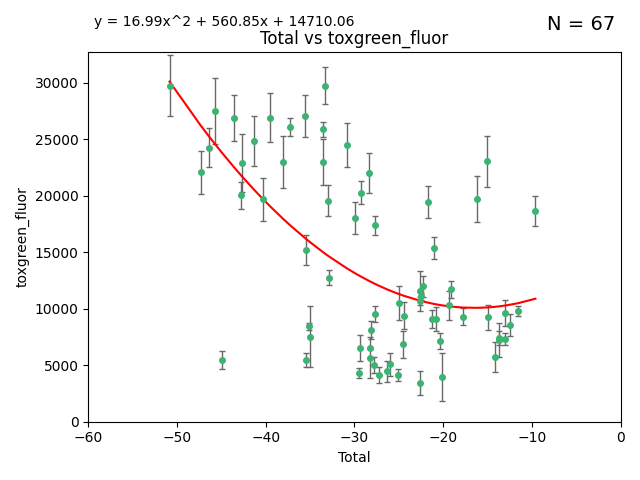 y = 16.99x^2 + 560.85x + 14710.06
N = 67
Total vs toxgreen_fluor
30000
25000
20000
15000
10000
5000
0
toxgreen_fluor
−60
−50
−40
−30
−20
−10
0
Total